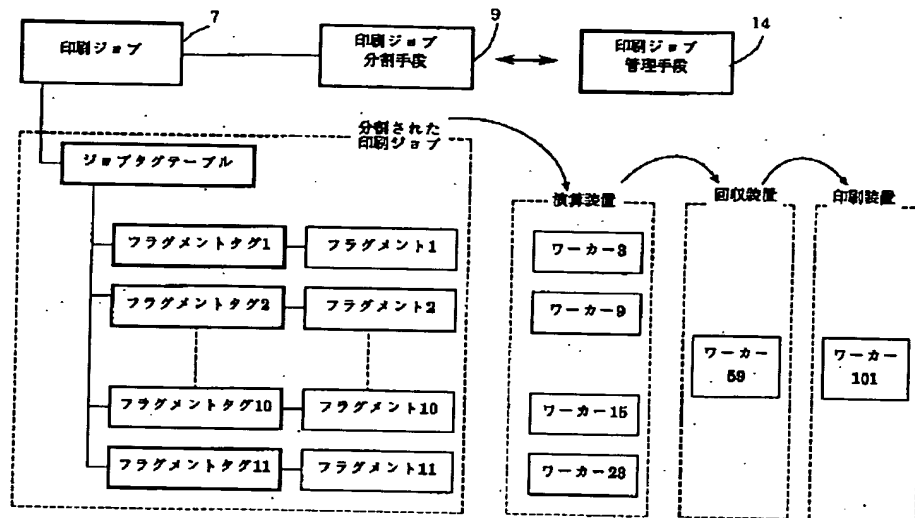 7
印刷ジョブ
9
印刷ジョブ
分割手段
14
印刷ジョブ
管理手段
分割された
印刷ジョブ
ジョブタグテーブル
フラグメントタグ1
フラグメント1
フラグメントタグ2
フラグメント2
フラグメントタグ10
フラグメント10
フラグメントタグ11
フラグメント11
演算装置
ワーカー3
ワーカー9
ワーカー15
ワーカー23
回収装置
ワーカー
59
印刷装置
ワーカー
101